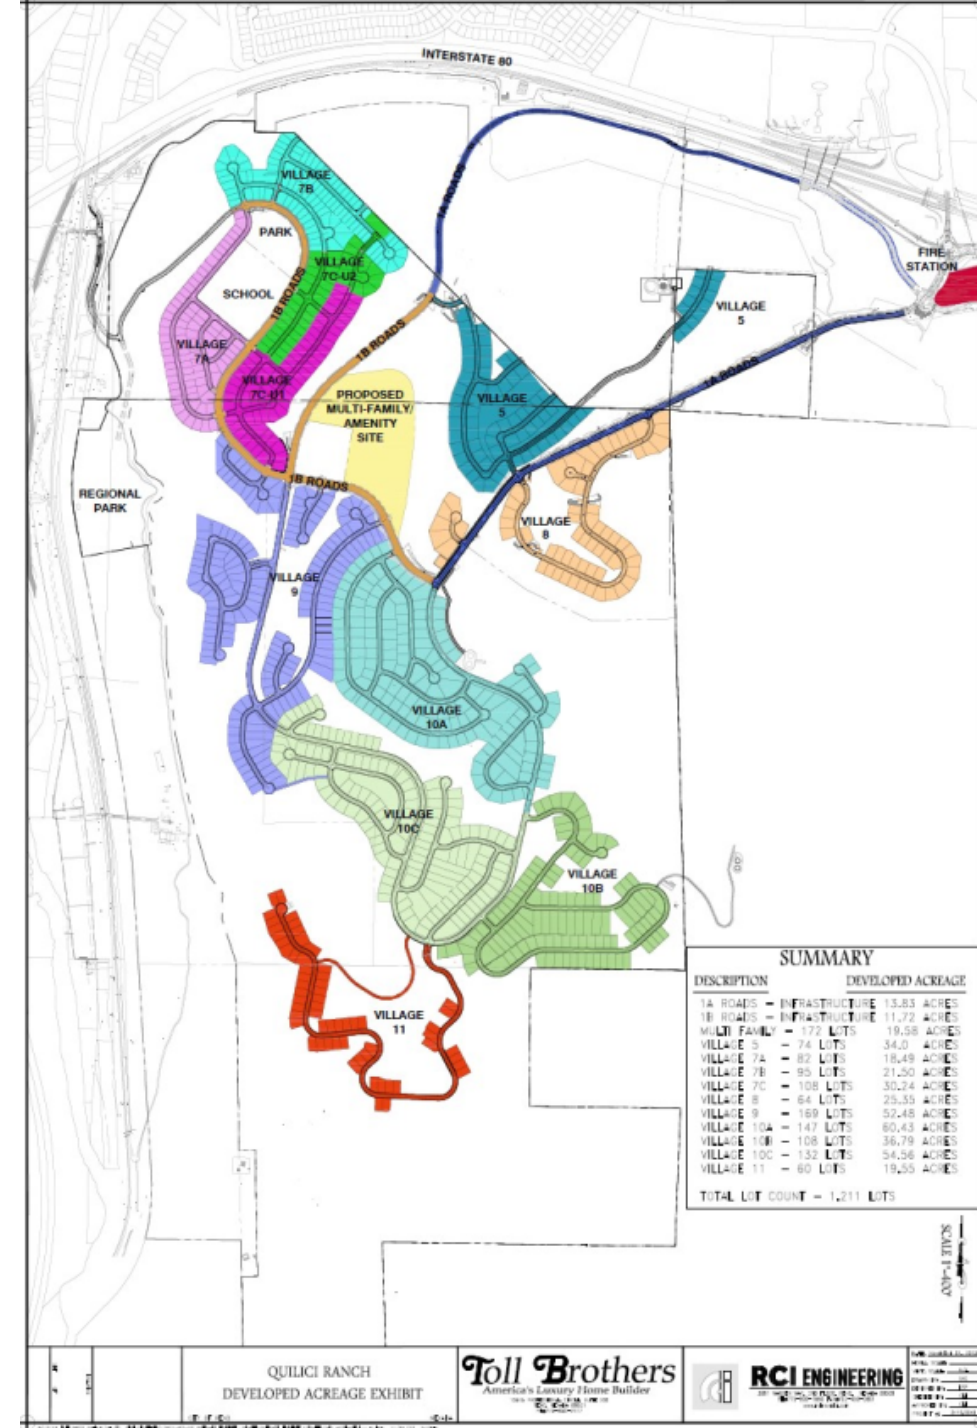 INTERSTATE 80
1A ROADS
VILLAGE
7B
PARK
FIRE
STATION
VILLAGE
7C-U2
SCHOOL
1B ROADS
VILLAGE
5
1B ROADS
VILLAGE
7A
1A ROADS
VILLAGE
7C-U1
PROPOSED
MULTI-FAMILY/
AMENITY
SITE
VILLAGE
5
1B ROADS
REGIONAL
PARK
VILLAGE
8
VILLAGE
9
VILLAGE
10A
VILLAGE
10C
VILLAGE
10B
VILLAGE
11
SUMMARY
DESCRIPTION DEVELOPED ACREAGE
1A ROADS - INFRASTRUCTURE 13.83 ACRES
1B ROADS - INFRASTRUCTURE 11.72 ACRES
MULTI FAMILY - 172 LOTS 19.58 ACRES
VILLAGE 5 - 74 LOTS 34.0 ACRES
VILLAGE 7A - 82 LOTS 18.49 ACRES
VILLAGE 7B - 95 LOTS 21.50 ACRES
VILLAGE 7C - 108 LOTS 30.24 ACRES
VILLAGE 8 - 64 LOTS 25.35 ACRES
VILLAGE 9 - 169 LOTS 52.48 ACRES
VILLAGE 10A - 147 LOTS 60.43 ACRES
VILLAGE 10B - 108 LOTS 36.79 ACRES
VILLAGE 10C - 132 LOTS 54.56 ACRES
VILLAGE 11 - 60 LOTS 19.55 ACRES
TOTAL LOT COUNT - 1,211 LOTS
SCALE 1"=400'
QUILICI RANCH
DEVELOPED ACREAGE EXHIBIT
Toll Brothers
America's Luxury Home Builder
RCI ENGINEERING